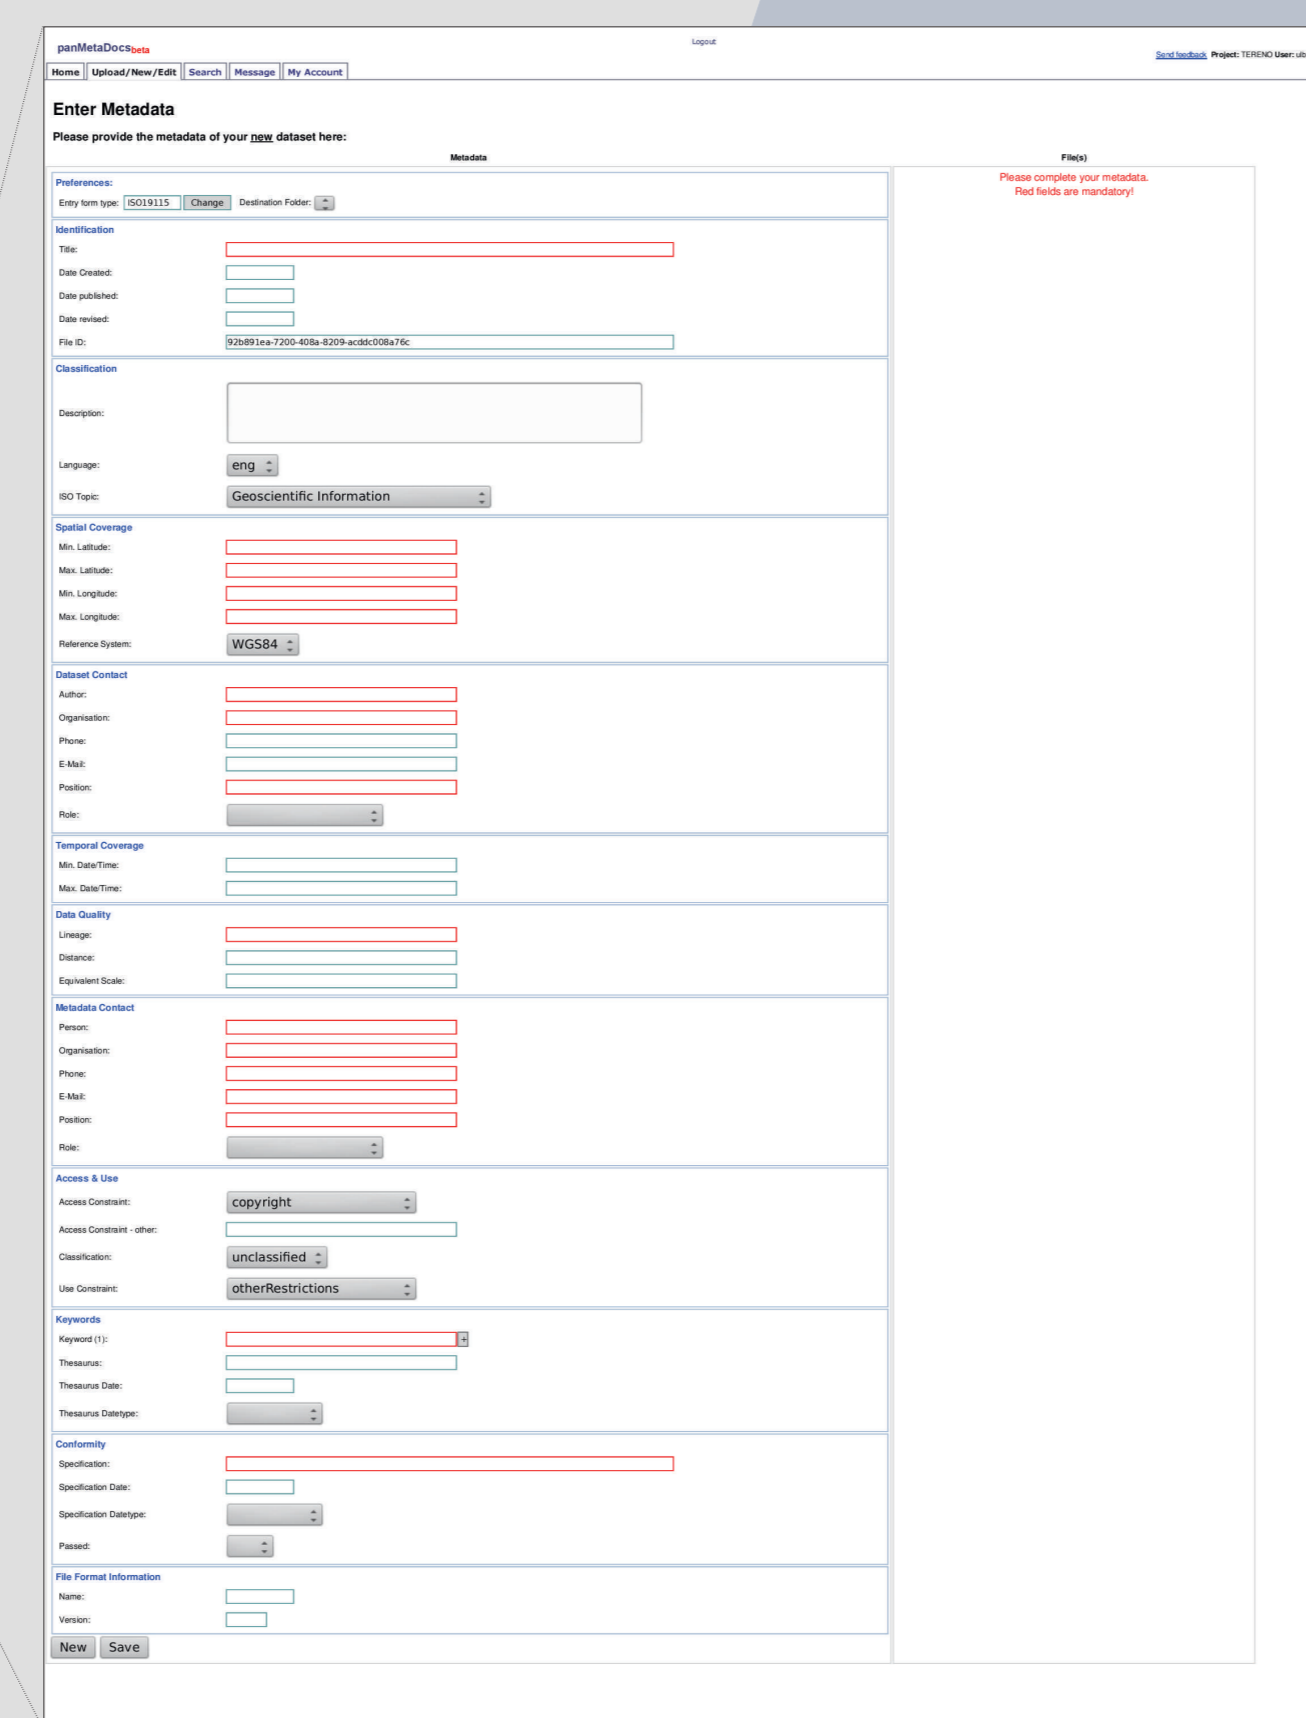 panMetaDocsbeta
Logout
Send feedback Project: TERENO User: ulb
Home Upload/New/Edit Search Message My Account
Enter Metadata
Please provide the metadata of your new dataset here:
Metadata File(s)
Please complete your metadata.
Red fields are mandatory!
Preferences:
Entry form type: ISO19115 Change Destination Folder:
Identification
Title:
Date Created:
Date published:
Date revised:
File ID: 92b891ea-7200-408a-8209-acddc008a76c
Classification
Description:
Language: eng
ISO Topic: Geoscientific Information
Spatial Coverage
Min. Latitude:
Max. Latitude:
Min. Longitude:
Max. Longitude:
Reference System: WGS84
Dataset Contact
Author:
Organisation:
Phone:
E-Mail:
Position:
Role:
Temporal Coverage
Min. Date/Time:
Max. Date/Time:
Data Quality
Lineage:
Distance:
Equivalent Scale:
Metadata Contact
Person:
Organisation:
Phone:
E-Mail:
Position:
Role:
Access & Use
Access Constraint: copyright
Access Constraint - other:
Classification: unclassified
Use Constraint: otherRestrictions
Keywords
Keyword (1): +
Thesaurus:
Thesaurus Date:
Thesaurus Datetype:
Conformity
Specification:
Specification Date:
Specification Datetype:
Passed:
File Format Information
Name:
Version:
New Save